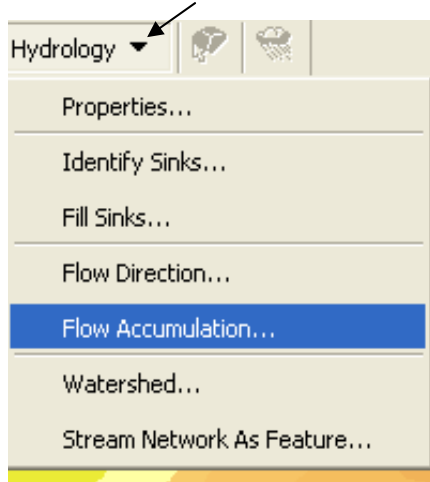 Hydrology
Properties...
Identify Sinks...
Fill Sinks...
Flow Direction...
Flow Accumulation...
Watershed...
Stream Network As Feature...